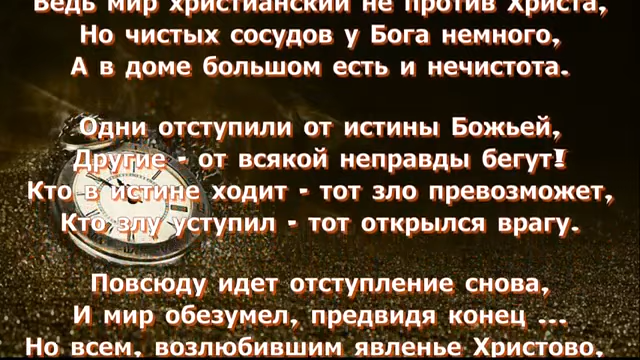 Ведь мир христианский не против Христа,
Но чистых сосудов у Бога немного,
А в доме большом есть и нечистота.
Одни отступили от истины Божьей,
Другие - от всякой неправды бегут!
Кто в истине ходит - тот зло превозможет,
Кто злу уступил - тот открылся врагу.
Повсюду идет отступление снова,
И мир обезумел, предвидя конец ...
Но всем, возлюбившим явленье Христово,